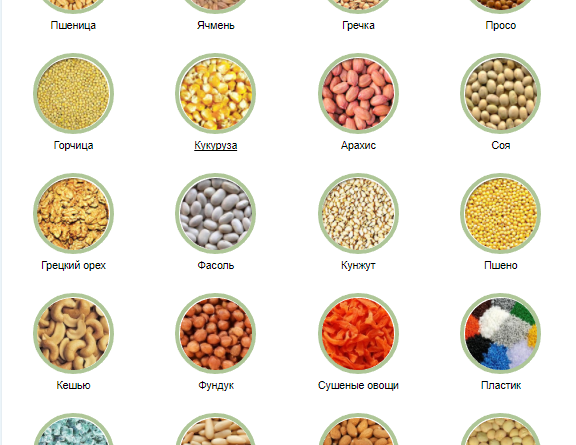 Пшеница Ячмень Гречка Просо
Горчица Кукуруза Арахис Соя
Грецкий орех Фасоль Кунжут Пшено
Кешью Фундук Сушеные овощи Пластик